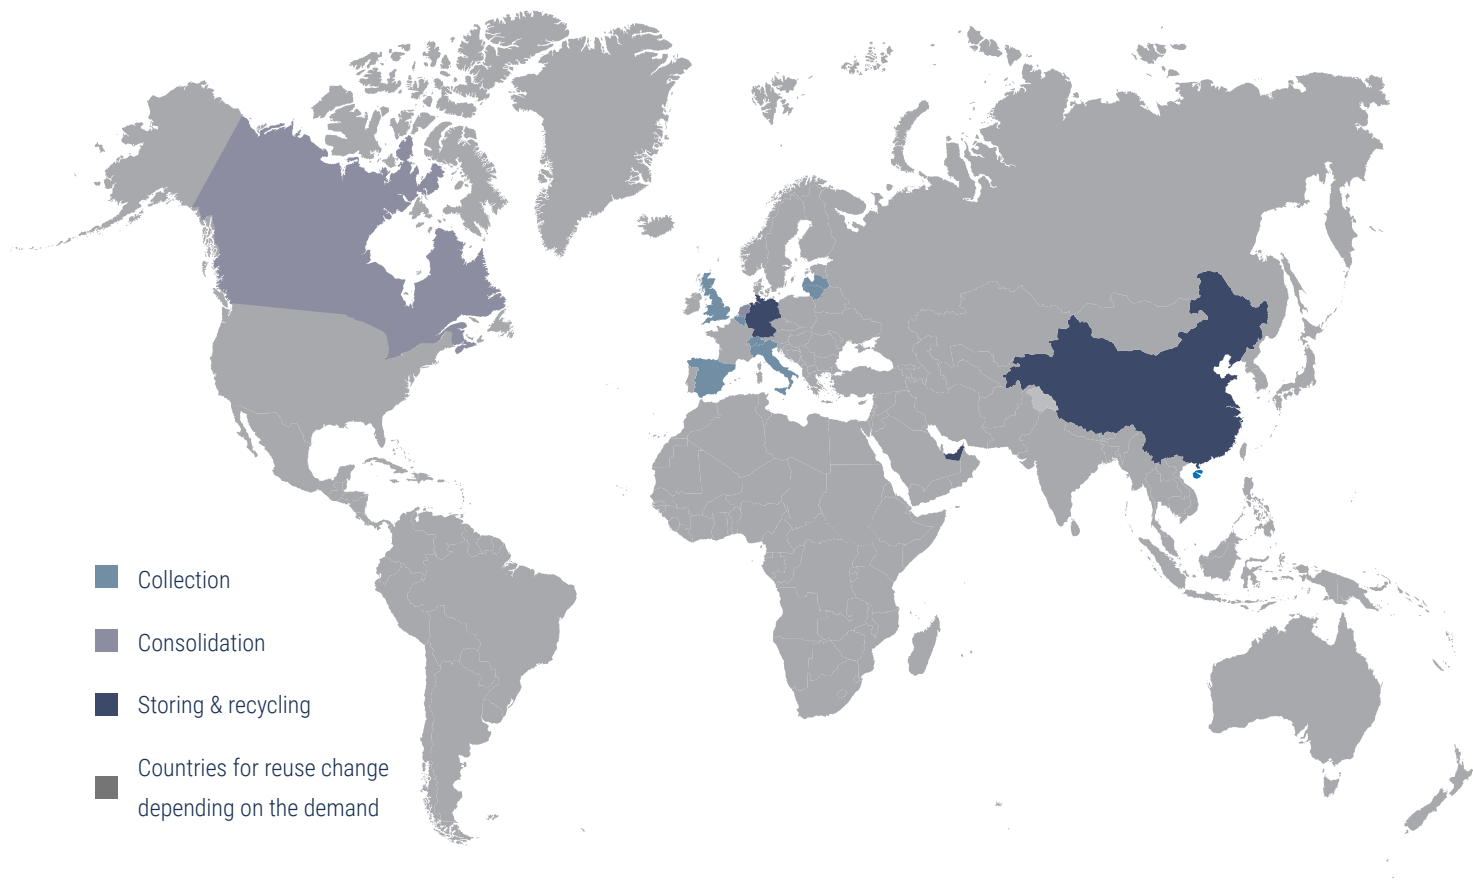 Collection
Consolidation
Storing & recycling
Countries for reuse change
depending on the demand